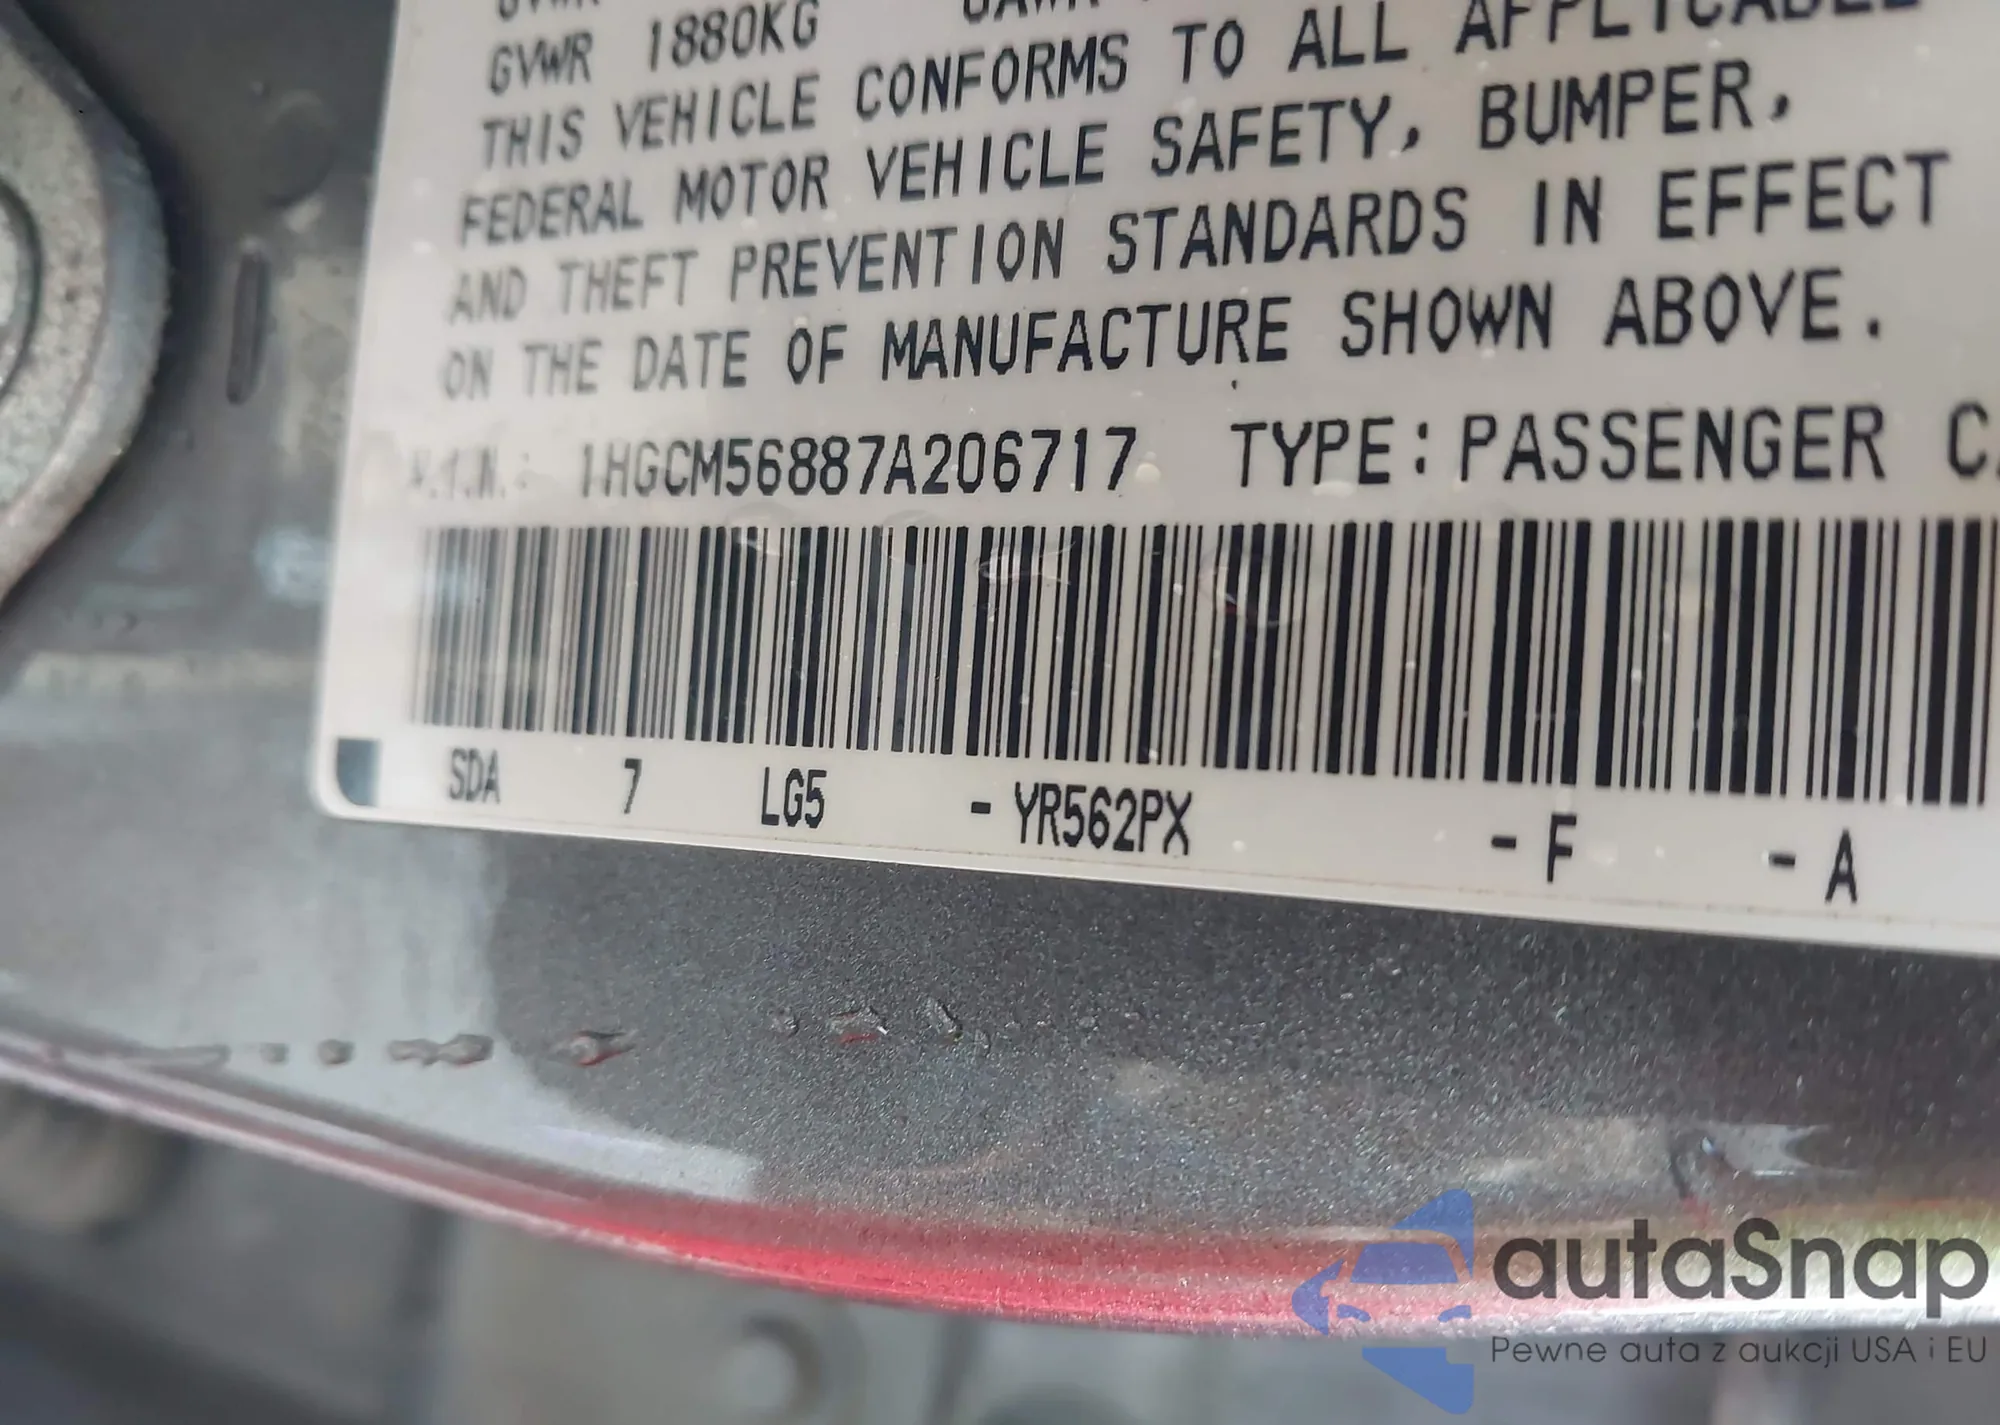 GVWR 1880KG
THIS VEHICLE CONFORMS TO ALL APPLICABLE
FEDERAL MOTOR VEHICLE SAFETY, BUMPER,
AND THEFT PREVENTION STANDARDS IN EFFECT
ON THE DATE OF MANUFACTURE SHOWN ABOVE.
V.I.N.: 1HGCM56887A206717 TYPE:PASSENGER
SDA 7 LG5 -YR562PX -F -A
autaSnap
Pewne auta z aukcji USA i EU